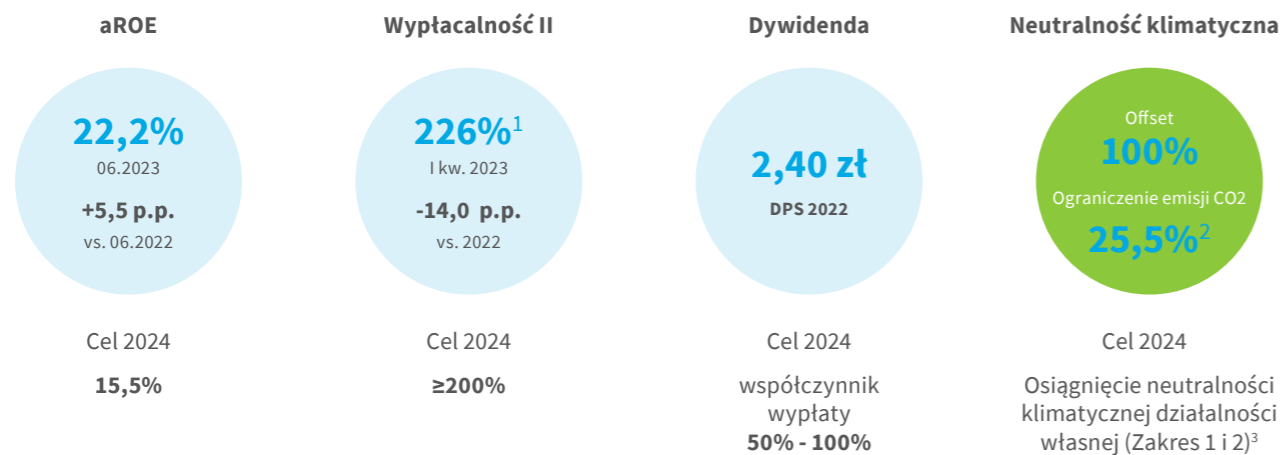 aROE
22,2%
06.2023
+5,5 p.p.
vs. 06.2022
Cel 2024
15,5%
Wypłacalność II
226%¹
I kw. 2023
-14,0 p.p.
vs. 2022
Cel 2024
≥200%
Dywidenda
2,40 zł
DPS 2022
Cel 2024
współczynnik
wypłaty
50% - 100%
Neutralność klimatyczna
Offset
100%
Ograniczenie emisji CO2
25,5%²
Cel 2024
Osiągnięcie neutralności
klimatycznej działalności
własnej (Zakres 1 i 2)³